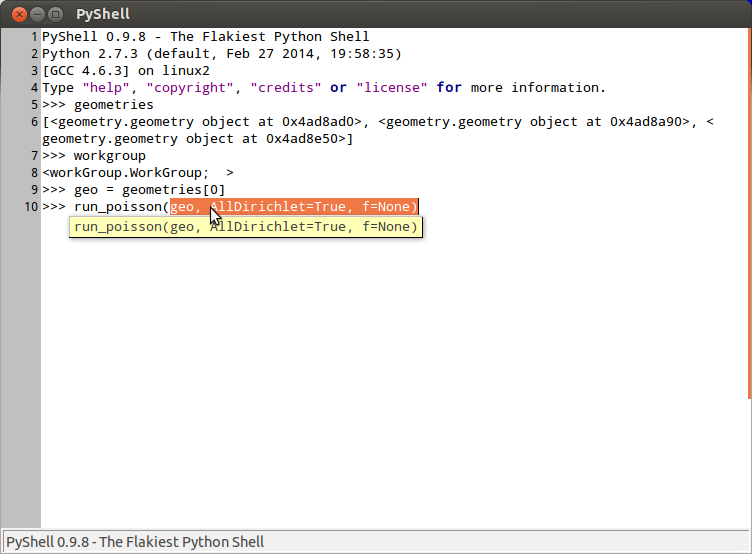 PyShell
1 PyShell 0.9.8 - The Flakiest Python Shell
2 Python 2.7.3 (default, Feb 27 2014, 19:58:35)
3 [GCC 4.6.3] on linux2
4 Type "help", "copyright", "credits" or "license" for more information.
5 >>> geometries
6 [<geometry.geometry object at 0x4ad8ad0>, <geometry.geometry object at 0x4ad8a90>, <
geometry.geometry object at 0x4ad8e50>]
7 >>> workgroup
8 <workGroup.WorkGroup;  >
9 >>> geo = geometries[0]
10 >>> run_poisson(geo, AllDirichlet=True, f=None)
run_poisson(geo, AllDirichlet=True, f=None)
PyShell 0.9.8 - The Flakiest Python Shell